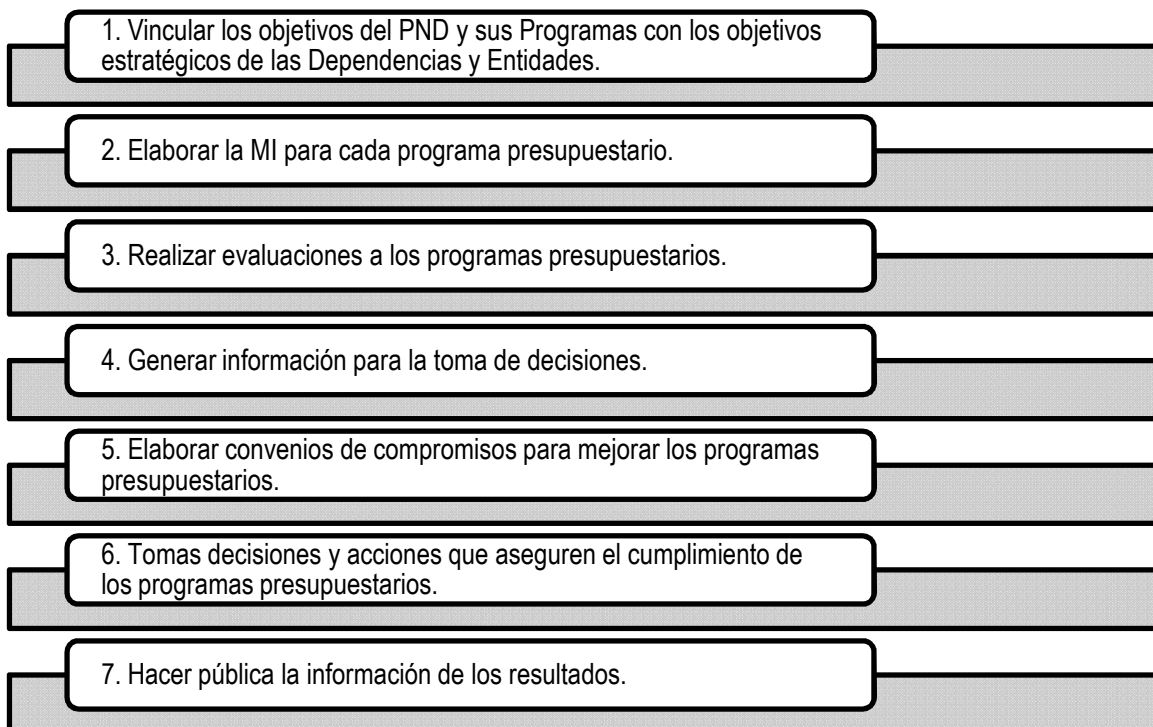 1. Vincular los objetivos del PND y sus Programas con los objetivos
estratégicos de las Dependencias y Entidades.
2. Elaborar la MI para cada programa presupuestario.
3. Realizar evaluaciones a los programas presupuestarios.
4. Generar información para la toma de decisiones.
5. Elaborar convenios de compromisos para mejorar los programas
presupuestarios.
6. Tomas decisiones y acciones que aseguren el cumplimiento de
los programas presupuestarios.
7. Hacer pública la información de los resultados.